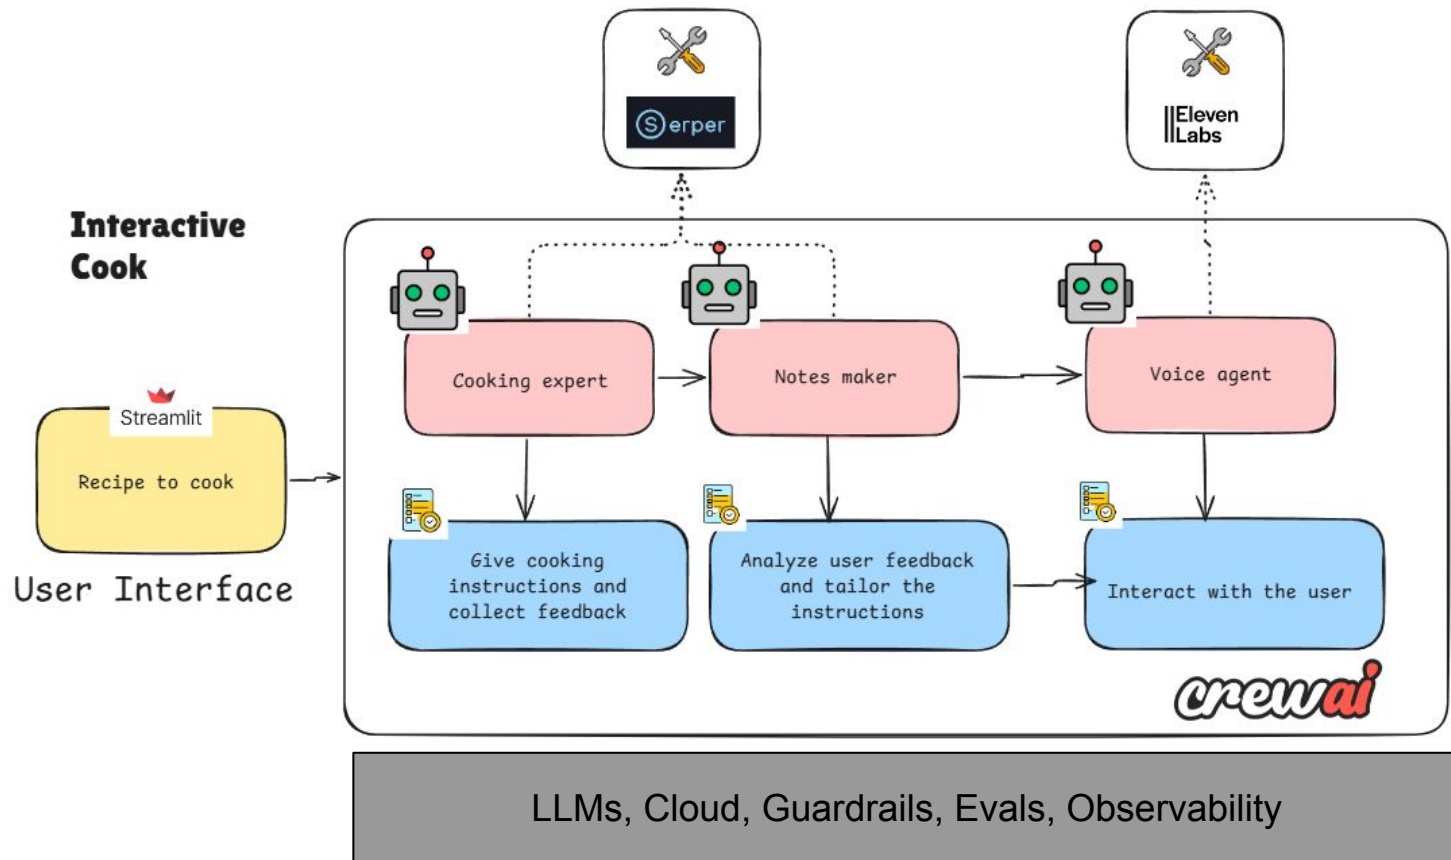 Serper
Eleven
Labs
Interactive
Cook
Cooking expert
Notes maker
Voice agent
Streamlit
Recipe to cook
User Interface
Give cooking
instructions and
collect feedback
Analyze user feedback
and tailor the
instructions
Interact with the user
crewai
LLMs, Cloud, Guardrails, Evals, Observability